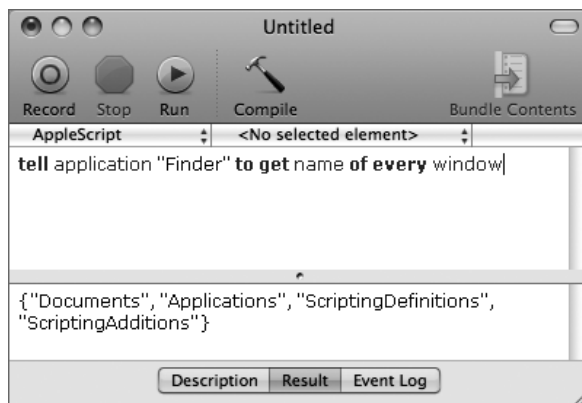 Untitled
Record Stop Run Compile Bundle Contents
AppleScript <No selected element>
tell application "Finder" to get name of every window
{"Documents", "Applications", "ScriptingDefinitions",
"ScriptingAdditions"}
Description Result Event Log